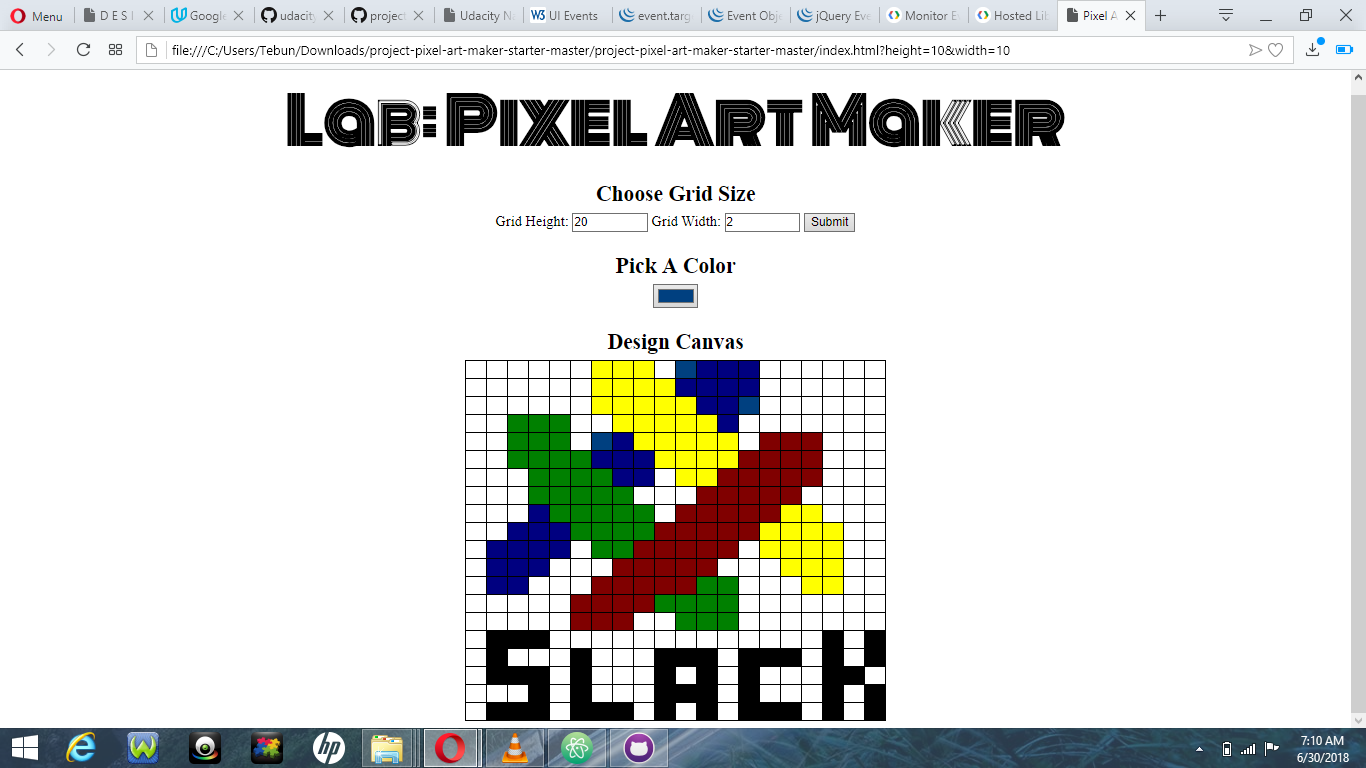 Menu
D E S I
Google
udacity
project
Udacity N
W3 UI Events
event.targ
Event Obje
jQuery Eve
Monitor E
Hosted Lib
Pixel A
file:///C:/Users/Tebun/Downloads/project-pixel-art-maker-starter-master/project-pixel-art-maker-starter-master/index.html?height=10&width=10
Lab: Pixel Art Maker
Choose Grid Size
Grid Height: 20 Grid Width: 2 Submit
Pick A Color
Design Canvas
SLACK
hp
7:10 AM
6/30/2018